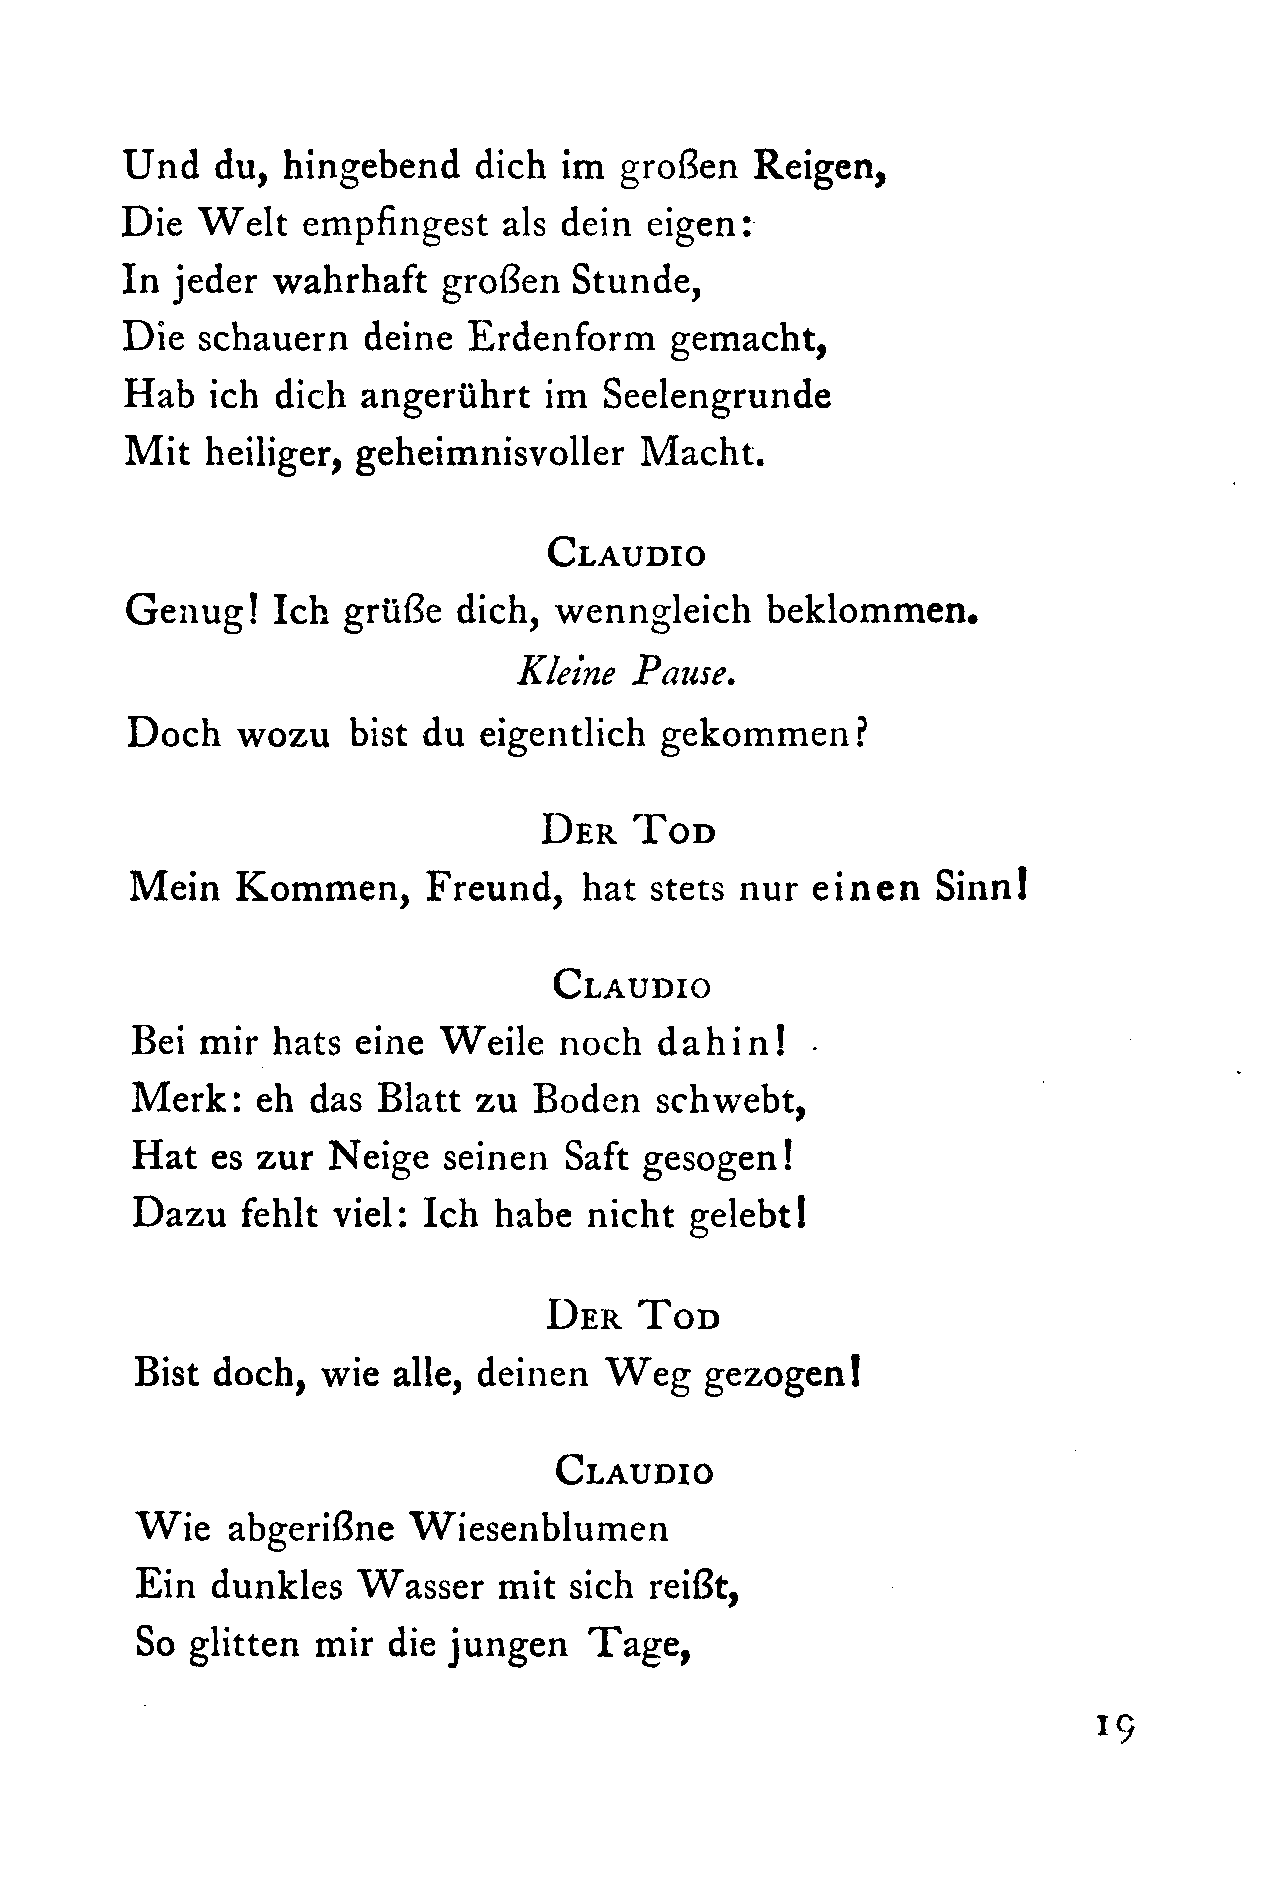 Und du, hingebend dich im großen Reigen,
Die Welt empfingest als dein eigen:
In jeder wahrhaft großen Stunde,
Die schauern deine Erdenform gemacht,
Hab ich dich angerührt im Seelengrunde
Mit heiliger, geheimnisvoller Macht.
Claudio
Genug! Ich grüße dich, wenngleich beklommen.
Kleine Pause.
Doch wozu bist du eigentlich gekommen?
Der Tod
Mein Kommen, Freund, hat stets nur einen Sinn!
Claudio
Bei mir hats eine Weile noch dahin!
Merk: eh das Blatt zu Boden schwebt,
Hat es zur Neige seinen Saft gesogen!
Dazu fehlt viel: Ich habe nicht gelebt!
Der Tod
Bist doch, wie alle, deinen Weg gezogen!
Claudio
Wie abgerißne Wiesenblumen
Ein dunkles Wasser mit sich reißt,
So glitten mir die jungen Tage,
19